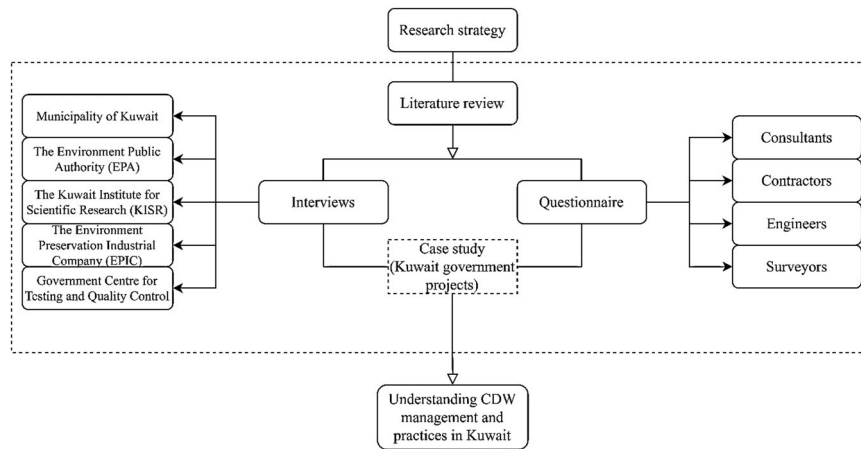 Research strategy
Literature review
Municipality of Kuwait
The Environment Public
Authority (EPA)
The Kuwait Institute for
Scientific Research (KISR)
The Environment
Preservation Industrial
Company (EPIC)
Government Centre for
Testing and Quality Control
Interviews
Questionnaire
Case study
(Kuwait government
projects)
Consultants
Contractors
Engineers
Surveyors
Understanding CDW
management and
practices in Kuwait